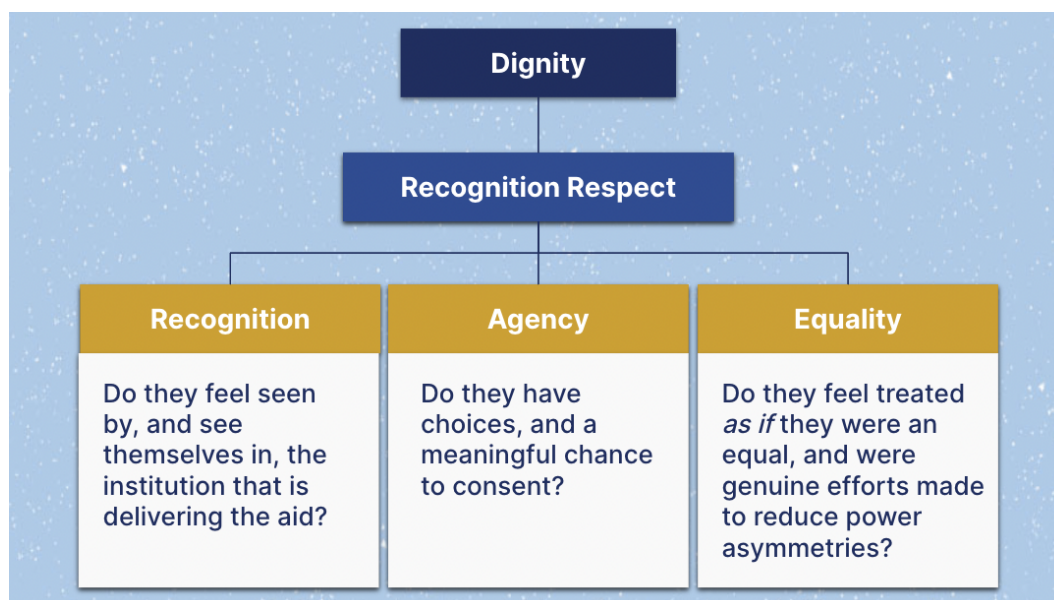 Dignity
Recognition Respect
Recognition
Do they feel seen
by, and see
themselves in, the
institution that is
delivering the aid?
Agency
Do they have
choices, and a
meaningful chance
to consent?
Equality
Do they feel treated
as if they were an
equal, and were
genuine efforts made
to reduce power
asymmetries?